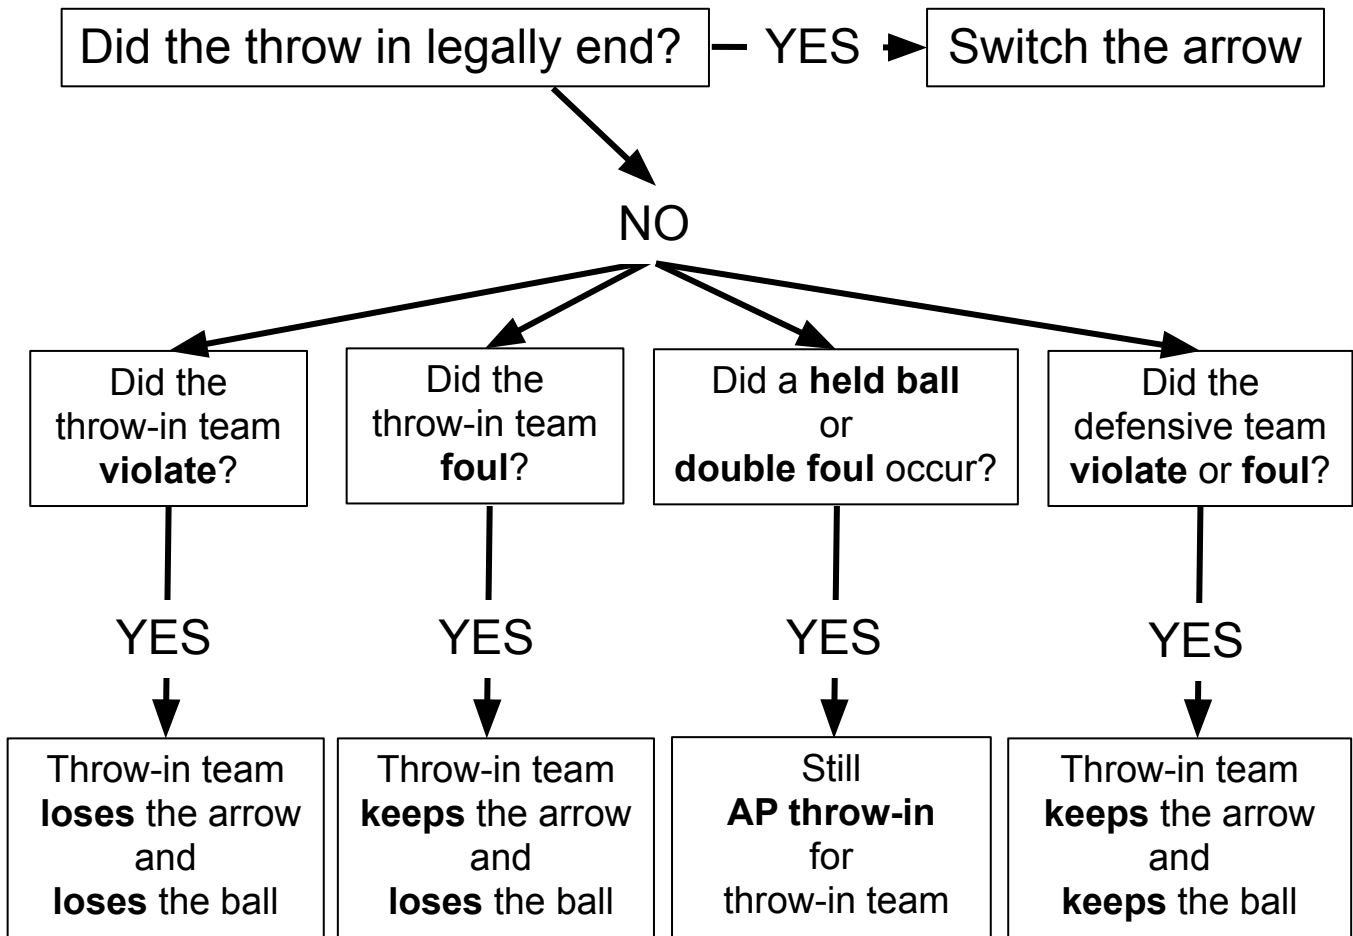 Did the throw in legally end?
YES
Switch the arrow
NO
Did the
throw-in team
violate?
Did the
throw-in team
foul?
Did a held ball
or
double foul occur?
Did the
defensive team
violate or foul?
YES
YES
YES
YES
Throw-in team
loses the arrow
and
loses the ball
Throw-in team
keeps the arrow
and
loses the ball
Still
AP throw-in
for
throw-in team
Throw-in team
keeps the arrow
and
keeps the ball